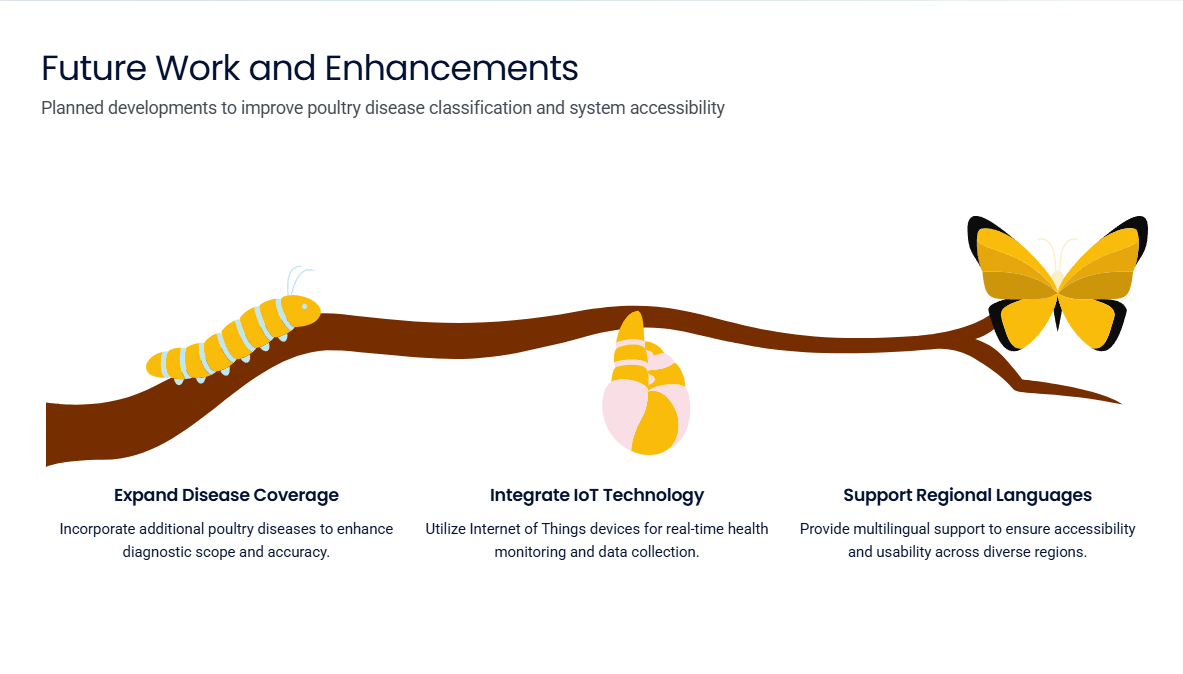 Future Work and Enhancements
Planned developments to improve poultry disease classification and system accessibility
Expand Disease Coverage
Incorporate additional poultry diseases to enhance
diagnostic scope and accuracy.
Integrate IoT Technology
Utilize Internet of Things devices for real-time health
monitoring and data collection.
Support Regional Languages
Provide multilingual support to ensure accessibility
and usability across diverse regions.